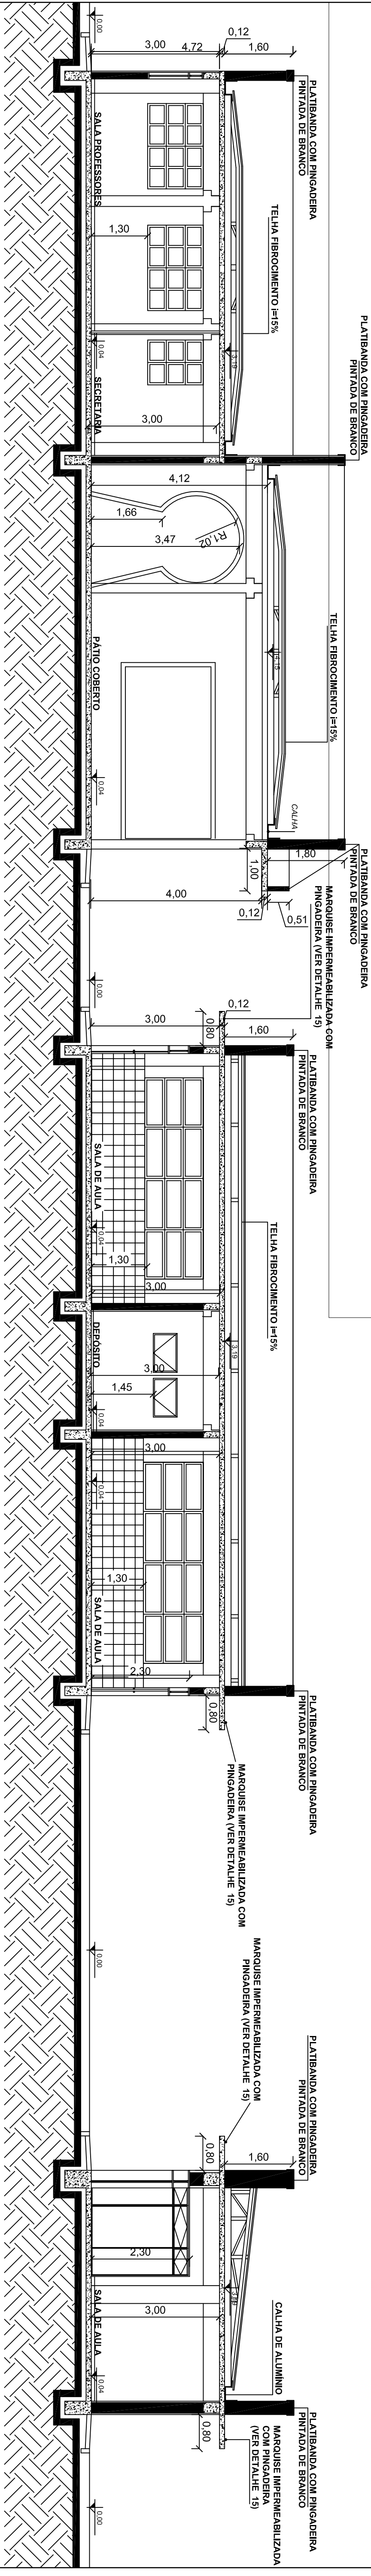 0.00
3,00
4,72
0,12
1,60
PLATIBANDA COM PINGADEIRA
PINTADA DE BRANCO
SALA PROFESSORES
1,30
TELHA FIBROCIMENTO i=15%
0.04
SECRETARIA
3,00
3.19
PLATIBANDA COM PINGADEIRA
PINTADA DE BRANCO
4,12
1,66
3,47
R1,02
PÁTIO COBERTO
0.04
4.15
TELHA FIBROCIMENTO i=15%
CALHA
1,80
PLATIBANDA COM PINGADEIRA
PINTADA DE BRANCO
1,00
4,00
0,12
0,51
MARQUISE IMPERMEABILIZADA COM
PINGADEIRA (VER DETALHE 15)
0.00
3,00
0,80
0,12
1,60
PLATIBANDA COM PINGADEIRA
PINTADA DE BRANCO
SALA DE AULA
0.04
1,30
3,00
TELHA FIBROCIMENTO i=15%
3.19
DEPÓSITO
3,00
1,45
0.04
3,00
0.04
1,30
SALA DE AULA
2,30
0,80
PLATIBANDA COM PINGADEIRA
PINTADA DE BRANCO
MARQUISE IMPERMEABILIZADA COM
PINGADEIRA (VER DETALHE 15)
0.00
MARQUISE IMPERMEABILIZADA COM
PINGADEIRA (VER DETALHE 15)
0,80
1,60
PLATIBANDA COM PINGADEIRA
PINTADA DE BRANCO
2,30
SALA DE AULA
3,00
0.04
CALHA DE ALUMÍNIO
0,80
PLATIBANDA COM PINGADEIRA
PINTADA DE BRANCO
MARQUISE IMPERMEABILIZADA
COM PINGADEIRA
(VER DETALHE 15)
0.00